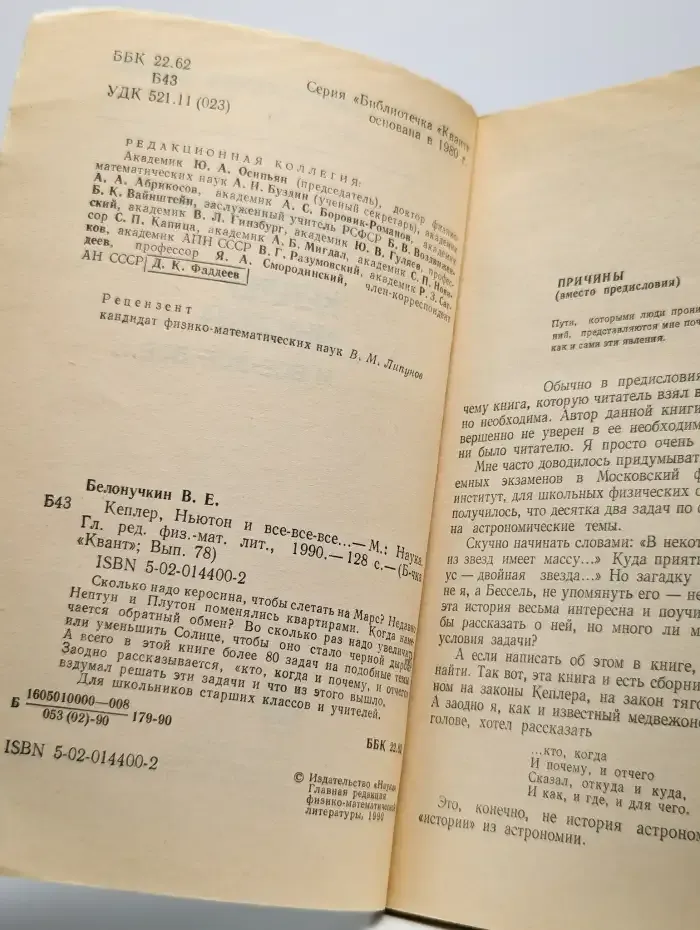 ББК 22.62
Б43
УДК 521.11 (023)
Серия «Библиотечка «Квант»
основана в 1980 г.
РЕДАКЦИОННАЯ КОЛЛЕГИЯ:
Академик Ю. А. Осипьян (председатель), доктор физико-
математических наук А. И. Буздин (ученый секретарь), академик
А. А. Абрикосов, академик А. С. Боровик-Романов, академик
Б. К. Вайнштейн, заслуженный учитель РСФСР Б. В. Воздвижен-
ский, академик В. Л. Гинзбург, академик Ю. В. Гуляев, профес-
сор С. П. Капица, академик А. Б. Мигдал, академик С. П. Нови-
ков, академик АПН СССР В. Г. Разумовский, академик Р. З. Саг-
деев, профессор Я. А. Смородинский, член-корреспондент
АН СССР Д. К. Фаддеев
Рецензент
кандидат физико-математических наук В. М. Липунов
Белонучкин В. Е.
Б43 Кеплер, Ньютон и все-все-все...—М.: Наука.
Гл. ред. физ.-мат. лит., 1990.—128 с.—(Б-чка
«Квант»; Вып. 78)
ISBN 5-02-014400-2
Сколько надо керосина, чтобы слетать на Марс? Недавно
Нептун и Плутон поменялись квартирами. Когда наме-
чается обратный обмен? Во сколько раз надо увеличить
или уменьшить Солнце, чтобы оно стало черной дырой?
А всего в этой книге более 80 задач на подобные темы.
Заодно рассказывается, «кто, когда и почему, и отчего»
вздумал решать эти задачи и что из этого вышло.
Для школьников старших классов и учителей.
Б 1605010000—008
053 (02)-90 179-90
ББК 22.62
ISBN 5-02-014400-2
© Издательство «Наука»
Главная редакция
физико-математической
литературы, 1990
ПРИЧИНЫ
(вместо предисловия)
Пути, которыми люди
ний, представляются мне
как и сами эти явления.
Обычно в предисловии
чему книга, которую читатель взял в
но необходима. Автор данной книги
вершенно не уверен в ее
ни было читателю. Я просто очень
Мне часто доводилось
емных экзаменов в Московский
институт, для школьных физических
получилось, что десятка два задач по
на астрономические темы.
Скучно начинать словами: «В
из звезд имеет массу...» Куда
ус — двойная звезда...» Но загадку
не я, а Бессель, не упомянуть его —
эта история весьма интересна и
бы рассказать о ней, но много ли
условия задачи?
А если написать об этом в книге,
найти. Так вот, эта книга и есть
ном на законы Кеплера, на закон
А заодно я, как и известный
голове, хотел рассказать
...кто, когда
И почему, и отчего
Сказал, откуда и куда,
И как, и где, и для чего.
Это, конечно, не история
«истории» из астрономии.